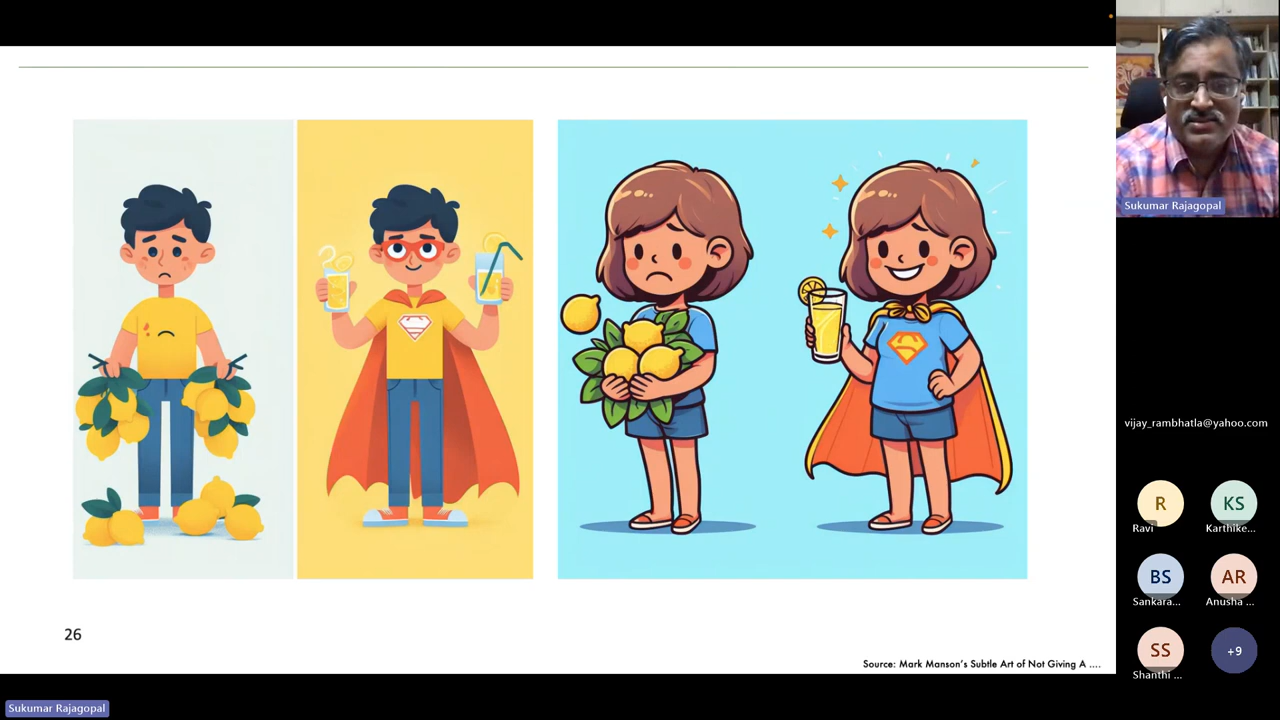 26
Source: Mark Manson's Subtle Art of Not Giving A ....
Sukumar Rajagopal
Sukumar Rajagopal
vijay_rambhatla@yahoo.com
R
KS
Ravi
Karthike...
BS
AR
Sankara...
Anusha ...
SS
+9
Shanthi ...